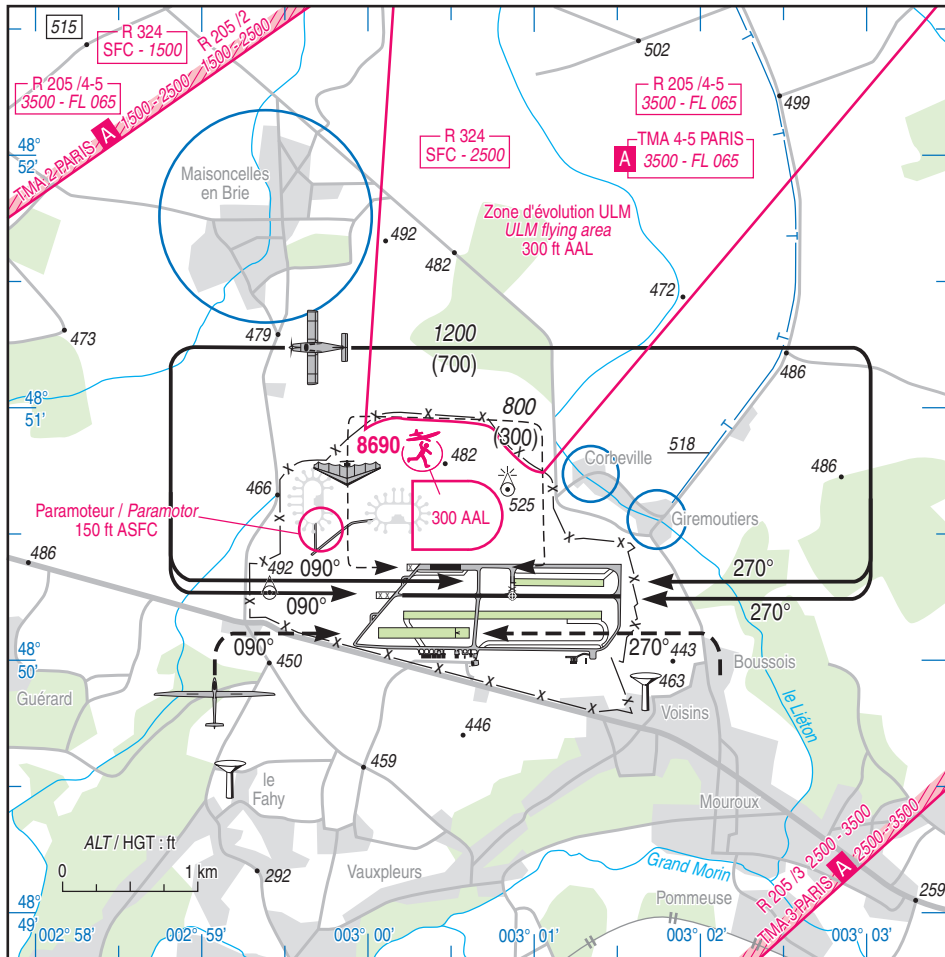 515
R 324
SFC - 1500
R 205 /2
1500 - 2500
R 205 /4-5
3500 - FL 065
TMA 2 PARIS A 1500 - 2500
502
R 205 /4-5
3500 - FL 065
499
R 324
SFC - 2500
TMA 4-5 PARIS
A 3500 - FL 065
48°
52'
Maisoncelles
en Brie
Zone d'évolution ULM
ULM flying area
300 ft AAL
492
482
472
473
479
1200
(700)
486
48°
51'
800
(300)
8690
482
518
Corbeville
486
466
525
Giremoutiers
Paramoteur / Paramotor
150 ft ASFC
300 AAL
486
492
090°
270°
090°
270°
090°
270°
443
450
48°
50'
Boussois
463
Guérard
Voisins
le Liéton
446
459
le
Fahy
Mouroux
ALT / HGT : ft
0 1 km
292
Vauxpleurs
Grand Morin
Pommeuse
R 205 /3 2500 - 3500
TMA 3 PARIS A 2500 - 3500
259
48°
49'
002° 58'
002° 59'
003° 00'
003° 01'
003° 02'
003° 03'